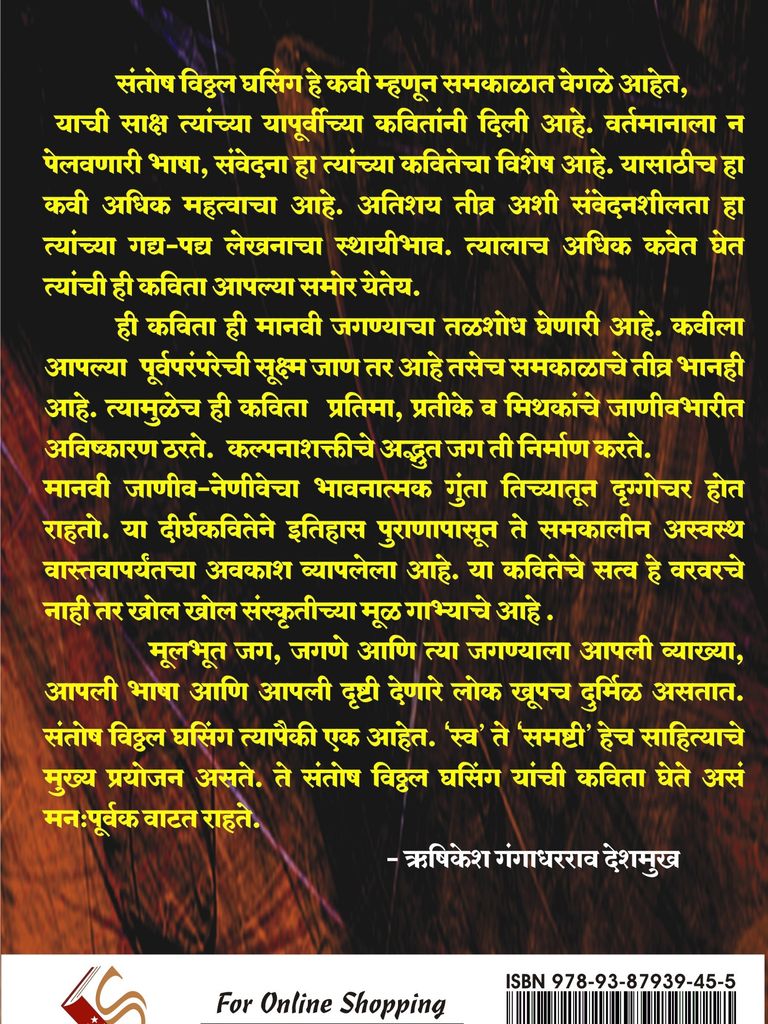 संतोष विठ्ठल घसिंग हे कवी म्हणून समकाळात वेगळे आहेत,
याची साक्ष त्यांच्या यापूर्वीच्या कवितांनी दिली आहे. वर्तमानाला न
पेलवणारी भाषा, संवेदना हा त्यांच्या कवितेचा विशेष आहे. यासाठीच हा
कवी अधिक महत्वाचा आहे. अतिशय तीव्र अशी संवेदनशीलता हा
त्यांच्या गद्य-पद्य लेखनाचा स्थायीभाव. त्यालाच अधिक कवेत घेत
त्यांची ही कविता आपल्या समोर येतेय.
ही कविता ही मानवी जगण्याचा तळशोध घेणारी आहे. कवीला
आपल्या पूर्वपरंपरेची सूक्ष्म जाण तर आहे तसेच समकाळाचे तीव्र भानही
आहे. त्यामुळेच ही कविता प्रतिमा, प्रतीके व मिथकांचे जाणीवभारीत
अविष्कारण ठरते. कल्पनाशक्तीचे अद्भुत जग ती निर्माण करते.
मानवी जाणीव-नेणीवेचा भावनात्मक गुंता तिच्यातून दृग्गोचर होत
राहतो. या दीर्घकवितेने इतिहास पुराणापासून ते समकालीन अस्वस्थ
वास्तवापर्यंतचा अवकाश व्यापलेला आहे. या कवितेचे सत्व हे वरवरचे
नाही तर खोल खोल संस्कृतीच्या मूळ गाभ्याचे आहे .
मूलभूत जग, जगणे आणि त्या जगण्याला आपली व्याख्या,
आपली भाषा आणि आपली दृष्टी देणारे लोक खूपच दुर्मिळ असतात.
संतोष विठ्ठल घसिंग त्यापैकी एक आहेत. ‘स्व’ ते ‘समष्टी’ हेच साहित्याचे
मुख्य प्रयोजन असते. ते संतोष विठ्ठल घसिंग यांची कविता घेते असं
मनःपूर्वक वाटत राहते.
- ऋषिकेश गंगाधरराव देशमुख
ISBN 978-93-87939-45-5
For Online Shopping